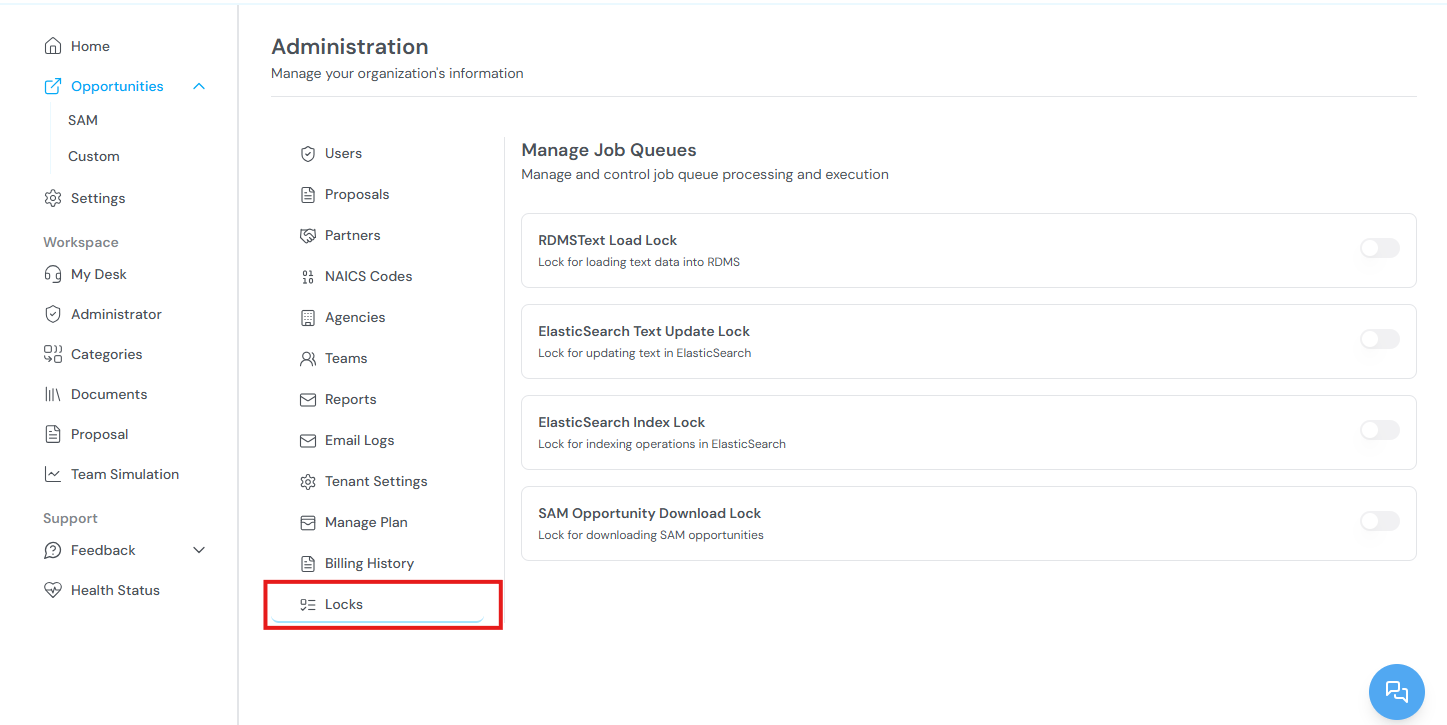 Home
Opportunities
SAM
Custom
Settings
Workspace
My Desk
Administrator
Categories
Documents
Proposal
Team Simulation
Support
Feedback
Health Status
Administration
Manage your organization's information
Users
Proposals
Partners
NAICS Codes
Agencies
Teams
Reports
Email Logs
Tenant Settings
Manage Plan
Billing History
Locks
Manage Job Queues
Manage and control job queue processing and execution
RDMSText Load Lock
Lock for loading text data into RDMS
ElasticSearch Text Update Lock
Lock for updating text in ElasticSearch
ElasticSearch Index Lock
Lock for indexing operations in ElasticSearch
SAM Opportunity Download Lock
Lock for downloading SAM opportunities